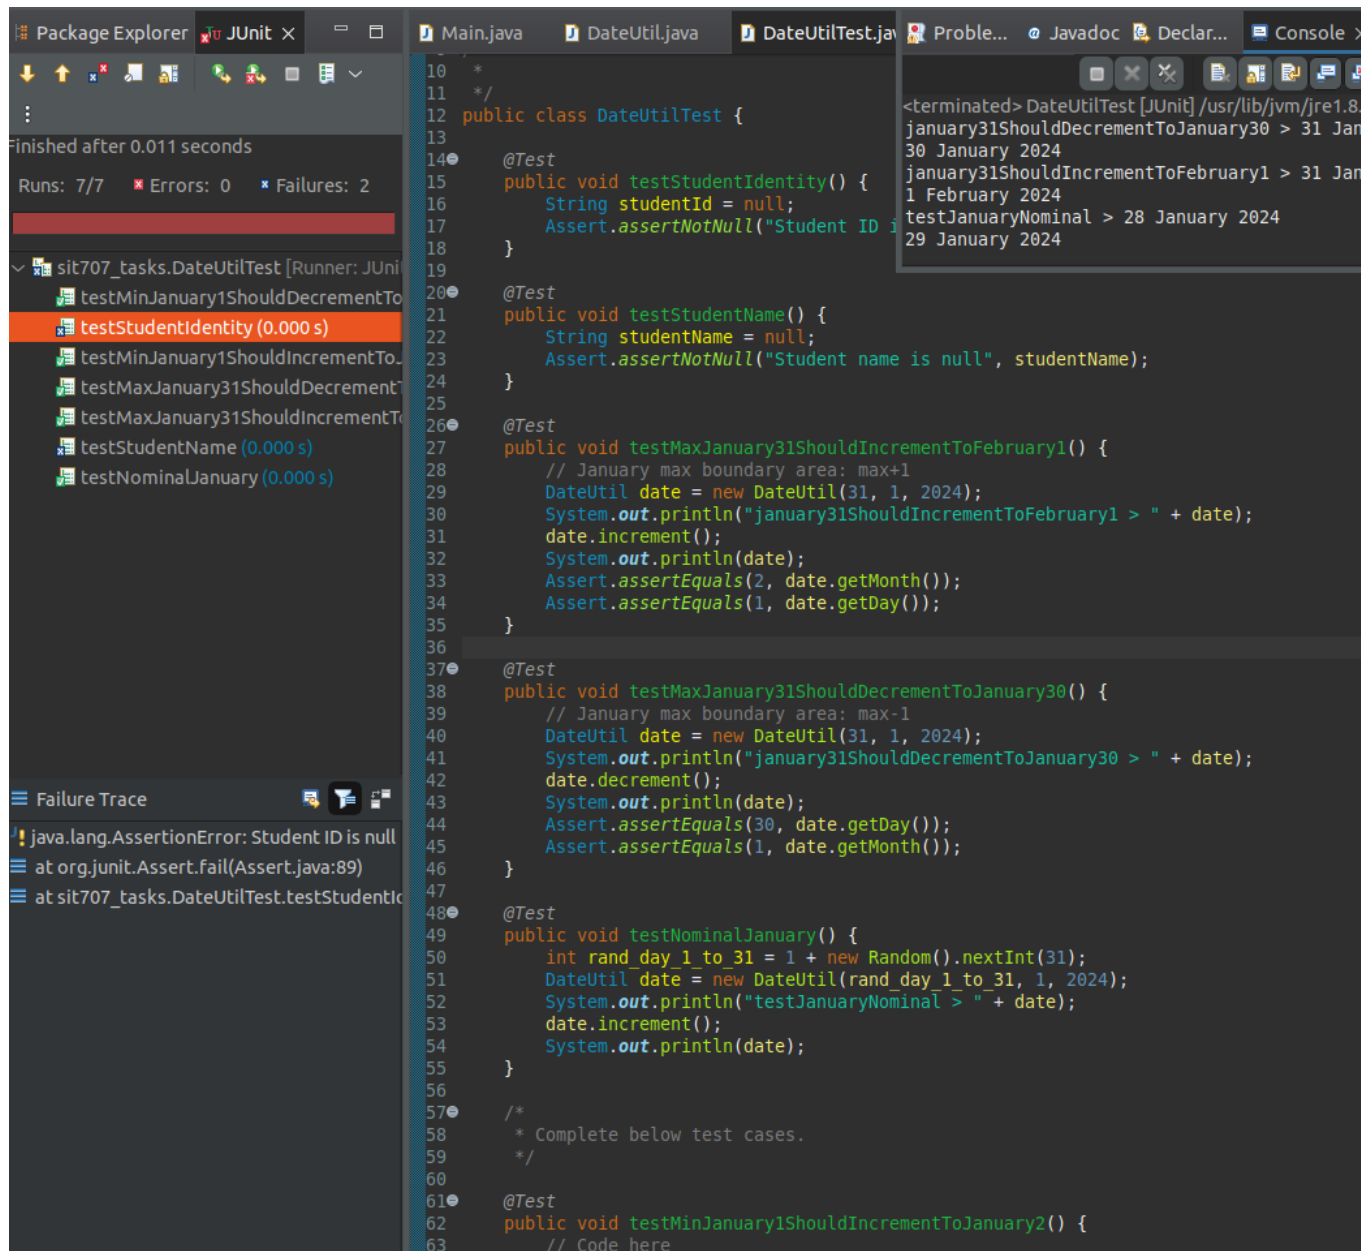 Package Explorer JUnit
Finished after 0.011 seconds
Runs: 7/7 Errors: 0 Failures: 2
sit707_tasks.DateUtilTest [Runner: JUni
testMinJanuary1ShouldDecrementTo
testStudentIdentity (0.000 s)
testMinJanuary1ShouldIncrementTo
testMaxJanuary31ShouldDecrement
testMaxJanuary31ShouldIncrementT
testStudentName (0.000 s)
testNominalJanuary (0.000 s)
Failure Trace
java.lang.AssertionError: Student ID is null
at org.junit.Assert.fail(Assert.java:89)
at sit707_tasks.DateUtilTest.testStudentId
Main.java DateUtil.java DateUtilTest.jav
10 *
11 */
12 public class DateUtilTest {
13
14 @Test
15 public void testStudentIdentity() {
16 String studentId = null;
17 Assert.assertNotNull("Student ID i
18 }
19
20 @Test
21 public void testStudentName() {
22 String studentName = null;
23 Assert.assertNotNull("Student name is null", studentName);
24 }
25
26 @Test
27 public void testMaxJanuary31ShouldIncrementToFebruary1() {
28 // January max boundary area: max+1
29 DateUtil date = new DateUtil(31, 1, 2024);
30 System.out.println("january31ShouldIncrementToFebruary1 > " + date);
31 date.increment();
32 System.out.println(date);
33 Assert.assertEquals(2, date.getMonth());
34 Assert.assertEquals(1, date.getDay());
35 }
36
37 @Test
38 public void testMaxJanuary31ShouldDecrementToJanuary30() {
39 // January max boundary area: max-1
40 DateUtil date = new DateUtil(31, 1, 2024);
41 System.out.println("january31ShouldDecrementToJanuary30 > " + date);
42 date.decrement();
43 System.out.println(date);
44 Assert.assertEquals(30, date.getDay());
45 Assert.assertEquals(1, date.getMonth());
46 }
47
48 @Test
49 public void testNominalJanuary() {
50 int rand_day_1_to_31 = 1 + new Random().nextInt(31);
51 DateUtil date = new DateUtil(rand_day_1_to_31, 1, 2024);
52 System.out.println("testJanuaryNominal > " + date);
53 date.increment();
54 System.out.println(date);
55 }
56
57 /*
58 * Complete below test cases.
59 */
60
61 @Test
62 public void testMinJanuary1ShouldIncrementToJanuary2() {
63 // Code here
Proble... Javadoc Declar... Console
<terminated> DateUtilTest [JUnit] /usr/lib/jvm/jre1.8.
january31ShouldDecrementToJanuary30 > 31 Jan
30 January 2024
january31ShouldIncrementToFebruary1 > 31 Jan
1 February 2024
testJanuaryNominal > 28 January 2024
29 January 2024